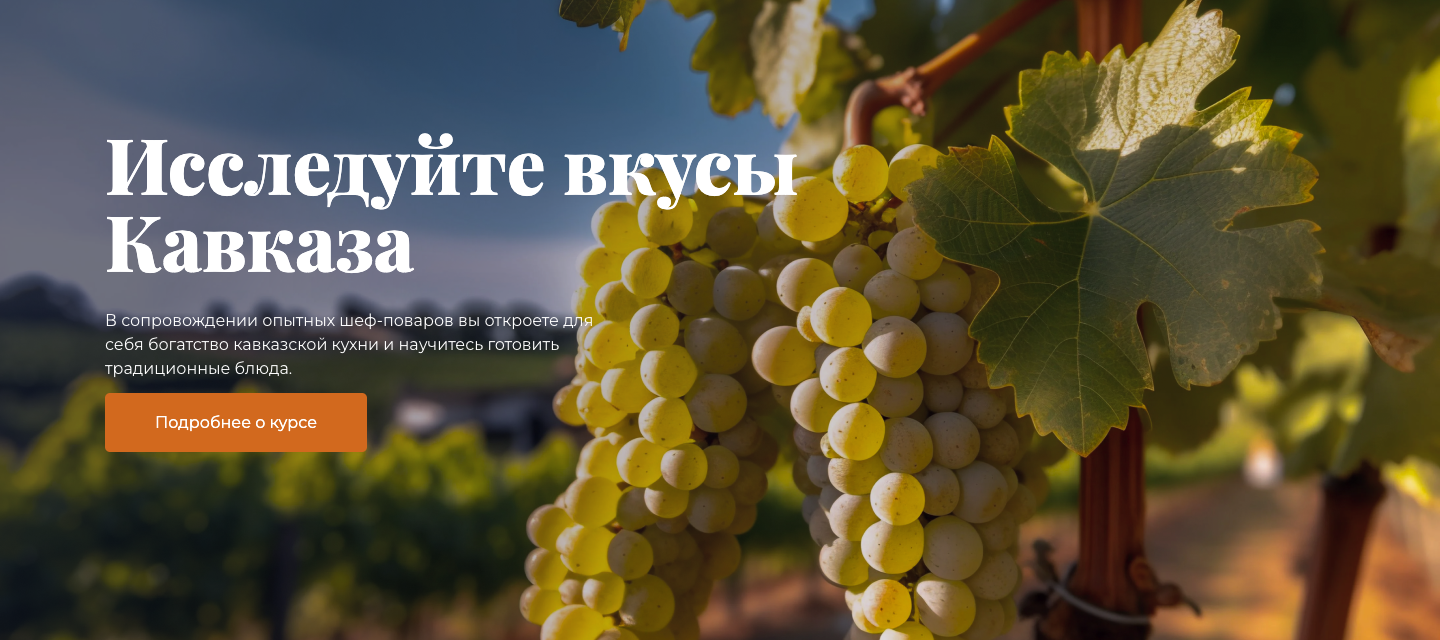 Исследуйте вкусы
Кавказа
В сопровождении опытных шеф-поваров вы откроете для
себя богатство кавказской кухни и научитесь готовить
традиционные блюда.
Подробнее о курсе